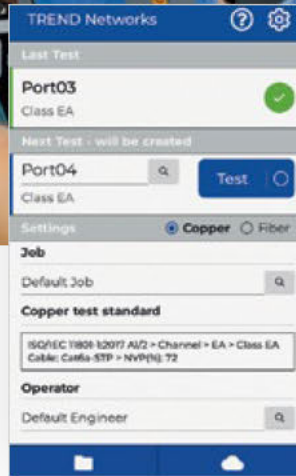 TREND Networks
Last Test
Port03
Class EA
Next Test - will be created
Port04
Test
Class EA
Settings
Copper
Fiber
Job
Default Job
Copper test standard
ISO/IEC 11801-1:2017 A1/2 > Channel > EA > Class EA
Cable: Cat6a-STP > NVP(%): 72
Operator
Default Engineer